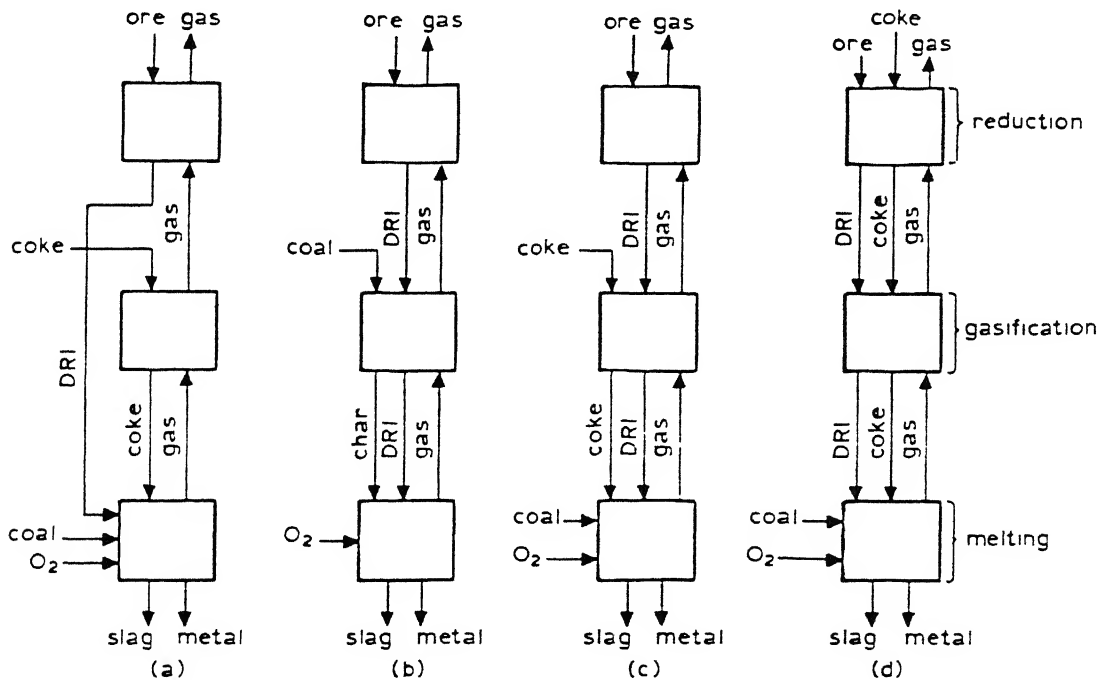 ore gas
ore gas
ore gas
coke
ore gas
reduction
gas
DRI
gas
DRI
gas
DRI
coke
gas
coke
coal
coke
gasification
DRI
coke
gas
char
DRI
gas
coke
DRI
gas
DRI
coke
gas
coal
O2
O2
coal
O2
coal
O2
melting
slag metal
slag metal
slag metal
slag metal
(a)
(b)
(c)
(d)